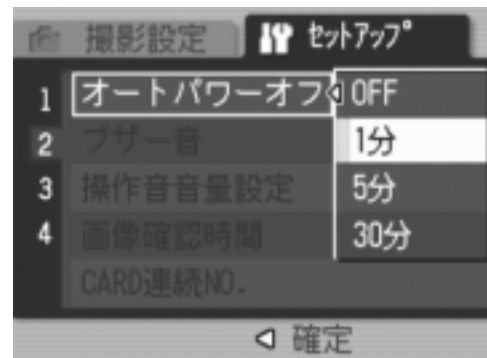 撮影設定 セットアップ
1 オートパワーオフ OFF
2 ブザー音 1分
3 操作音音量設定 5分
4 画像確認時間 30分
CARD連続NO.
確定